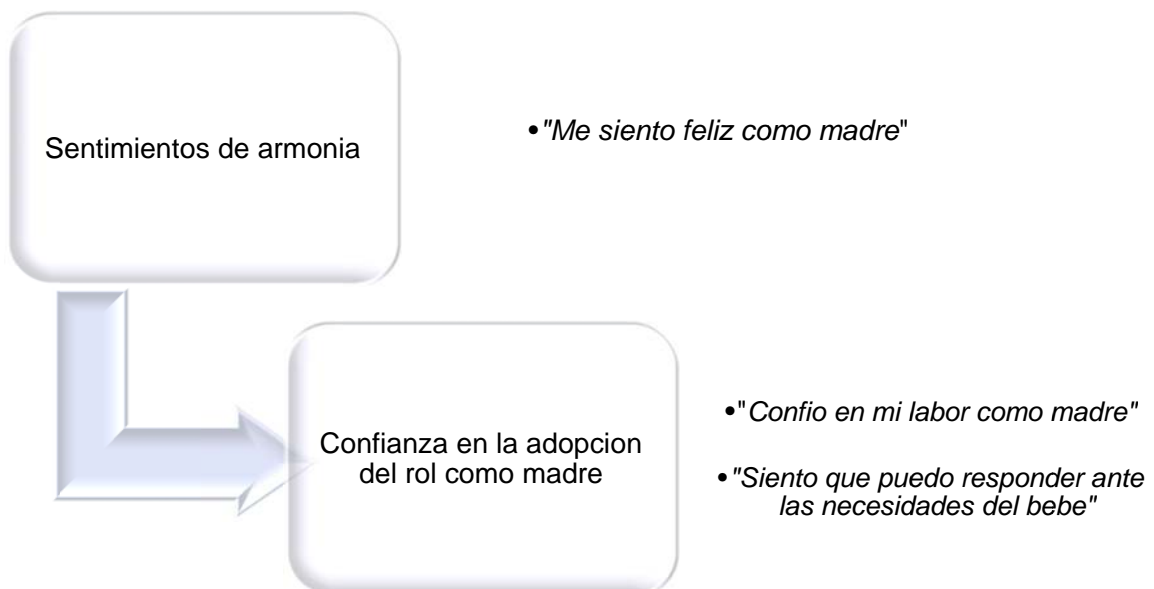 Sentimientos de armonia
•"Me siento feliz como madre"
Confianza en la adopcion
del rol como madre
•"Confio en mi labor como madre"
•"Siento que puedo responder ante
las necesidades del bebe"